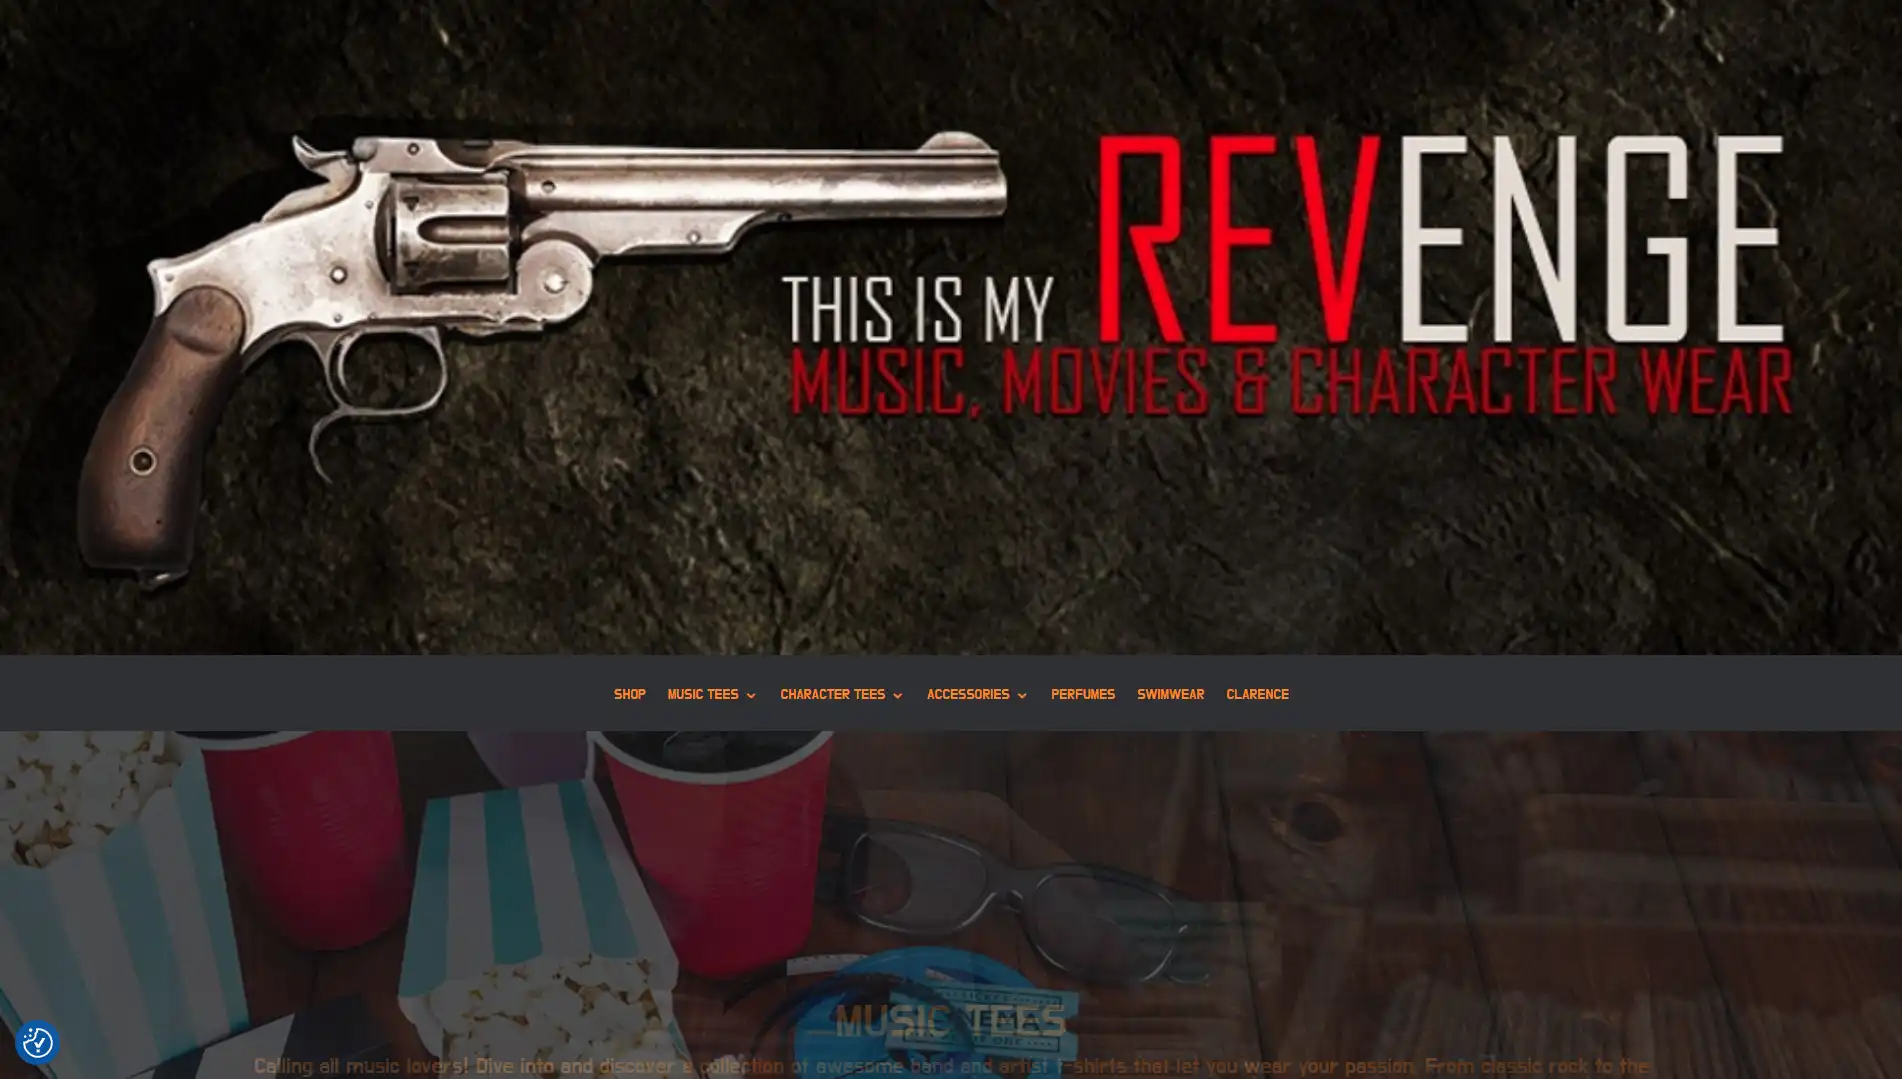 THIS IS MY REVENGE
MUSIC, MOVIES & CHARACTER WEAR
SHOP MUSIC TEES CHARACTER TEES ACCESSORIES PERFUMES SWIMWEAR CLARENCE
MUSIC TEES
Calling all music lovers! Dive into and discover a collection of awesome band and artist t-shirts that let you wear your passion. From classic rock to the